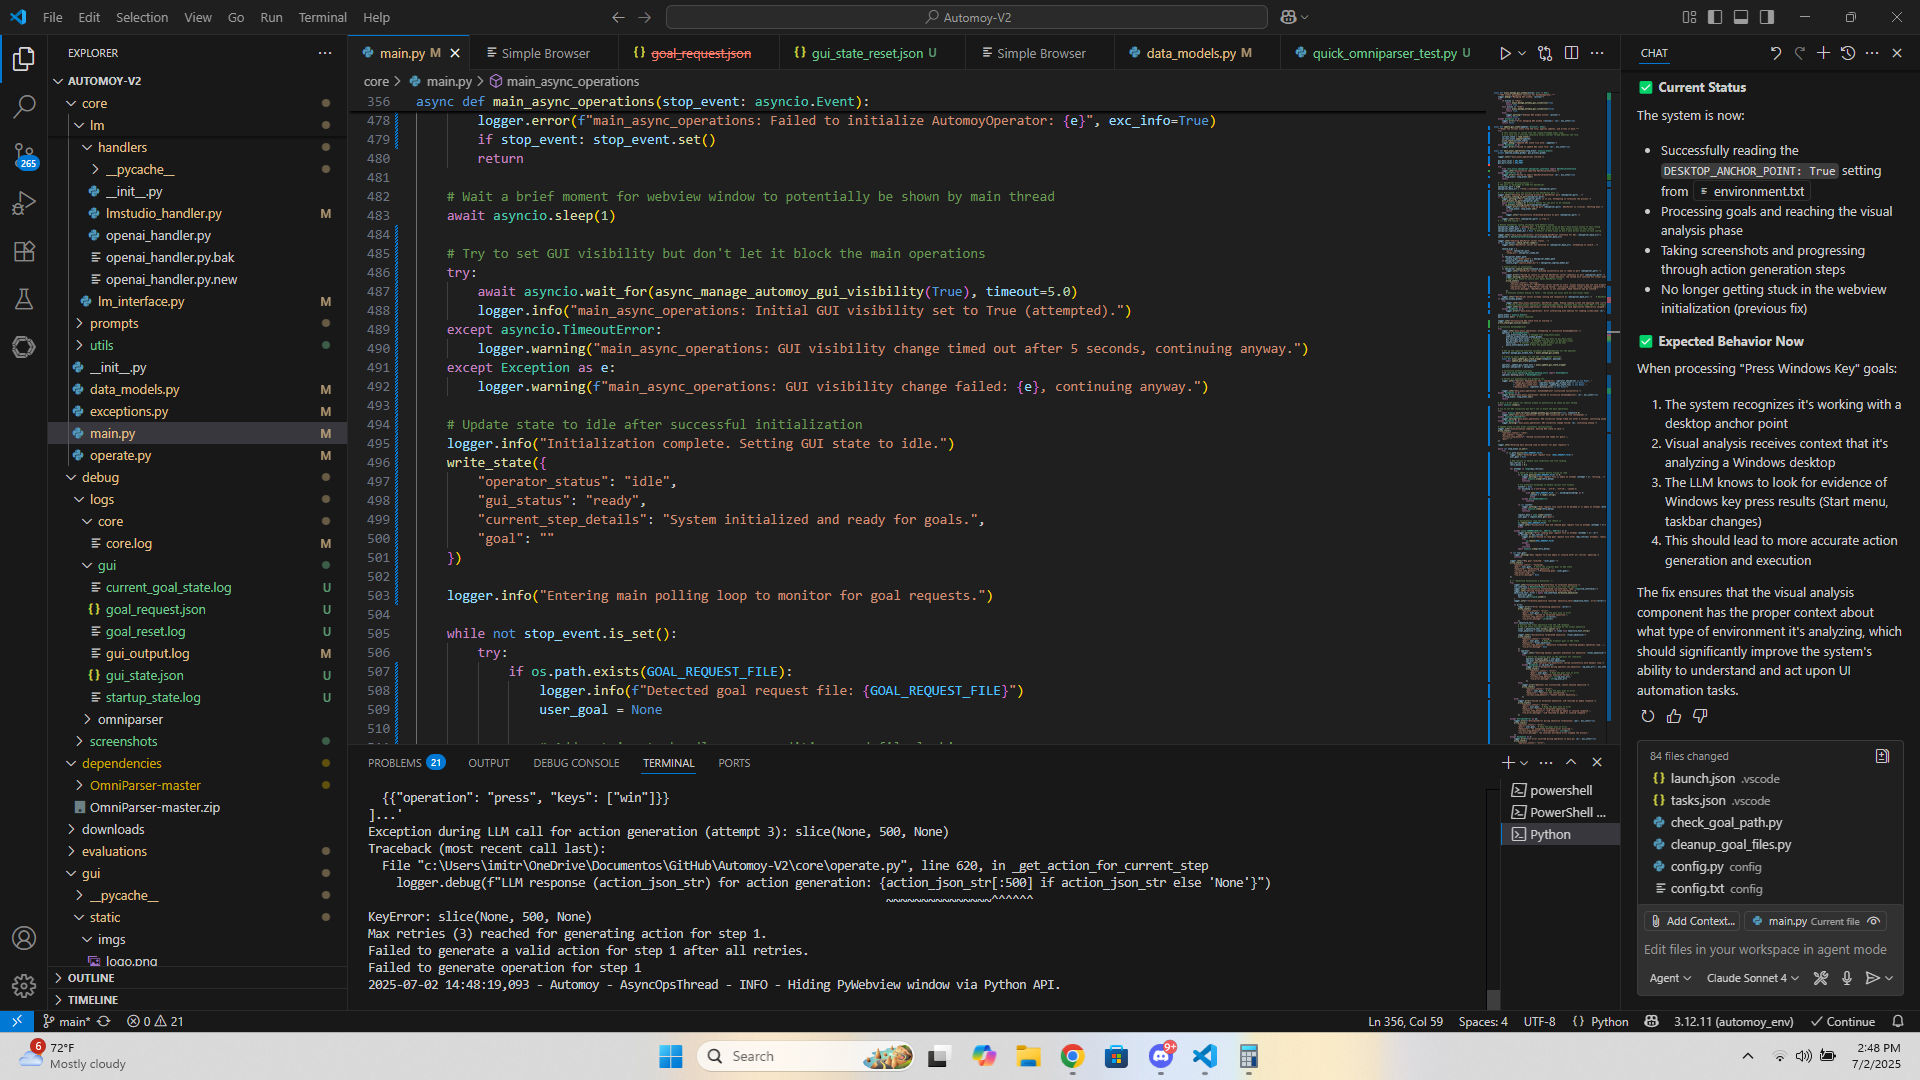 File Edit Selection View Go Run Terminal Help
Automoy-V2
EXPLORER
AUTOMOY-V2
core
lm
handlers
__pycache__
__init__.py
lmstudio_handler.py M
openai_handler.py
openai_handler.py.bak
openai_handler.py.new
lm_interface.py M
prompts
utils
__init__.py
data_models.py M
exceptions.py M
main.py M
operate.py M
debug
logs
core
core.log M
gui
current_goal_state.log U
goal_request.json U
goal_reset.log U
gui_output.log M
gui_state.json U
startup_state.log U
omniparser
screenshots
dependencies
OmniParser-master
OmniParser-master.zip
downloads
evaluations
gui
__pycache__
static
imgs
logo.png
OUTLINE
TIMELINE
265
main.py M
Simple Browser
goal_request.json
gui_state_reset.json U
Simple Browser
data_models.py M
quick_omniparser_test.py U
core > main.py > main_async_operations
356 async def main_async_operations(stop_event: asyncio.Event):
478 logger.error(f"main_async_operations: Failed to initialize AutomoyOperator: {e}", exc_info=True)
479 if stop_event: stop_event.set()
480 return
481
482 # Wait a brief moment for webview window to potentially be shown by main thread
483 await asyncio.sleep(1)
484
485 # Try to set GUI visibility but don't let it block the main operations
486 try:
487 await asyncio.wait_for(async_manage_automoy_gui_visibility(True), timeout=5.0)
488 logger.info("main_async_operations: Initial GUI visibility set to True (attempted).")
489 except asyncio.TimeoutError:
490 logger.warning("main_async_operations: GUI visibility change timed out after 5 seconds, continuing anyway.")
491 except Exception as e:
492 logger.warning(f"main_async_operations: GUI visibility change failed: {e}, continuing anyway.")
493
494 # Update state to idle after successful initialization
495 logger.info("Initialization complete. Setting GUI state to idle.")
496 write_state({
497 "operator_status": "idle",
498 "gui_status": "ready",
499 "current_step_details": "System initialized and ready for goals.",
500 "goal": ""
501 })
502
503 logger.info("Entering main polling loop to monitor for goal requests.")
504
505 while not stop_event.is_set():
506 try:
507 if os.path.exists(GOAL_REQUEST_FILE):
508 logger.info(f"Detected goal request file: {GOAL_REQUEST_FILE}")
509 user_goal = None
510
PROBLEMS 21 OUTPUT DEBUG CONSOLE TERMINAL PORTS
{{"operation": "press", "keys": ["win"]}}
]...'
Exception during LLM call for action generation (attempt 3): slice(None, 500, None)
Traceback (most recent call last):
File "c:\Users\imitr\OneDrive\Documentos\GitHub\Automoy-V2\core\operate.py", line 620, in _get_action_for_current_step
logger.debug(f"LLM response (action_json_str) for action generation: {action_json_str[:500] if action_json_str else 'None'}")
~~~~~~~~~~~~~~~^^^^^^
KeyError: slice(None, 500, None)
Max retries (3) reached for generating action for step 1.
Failed to generate a valid action for step 1 after all retries.
Failed to generate operation for step 1
2025-07-02 14:48:19,093 - Automoy - AsyncOpsThread - INFO - Hiding PyWebview window via Python API.
powershell
PowerShell ...
Python
CHAT
✅ Current Status
The system is now:
• Successfully reading the
DESKTOP_ANCHOR_POINT: True setting
from environment.txt
• Processing goals and reaching the visual
analysis phase
• Taking screenshots and progressing
through action generation steps
• No longer getting stuck in the webview
initialization (previous fix)
✅ Expected Behavior Now
When processing "Press Windows Key" goals:
1. The system recognizes it's working with a
desktop anchor point
2. Visual analysis receives context that it's
analyzing a Windows desktop
3. The LLM knows to look for evidence of
Windows key press results (Start menu,
taskbar changes)
4. This should lead to more accurate action
generation and execution
The fix ensures that the visual analysis
component has the proper context about
what type of environment it's analyzing, which
should significantly improve the system's
ability to understand and act upon UI
automation tasks.
84 files changed
launch.json .vscode
tasks.json .vscode
check_goal_path.py
cleanup_goal_files.py
config.py config
config.txt config
Add Context... main.py Current file
Edit files in your workspace in agent mode
Agent Claude Sonnet 4
main* 0 21
Ln 356, Col 59 Spaces: 4 UTF-8 {} Python 3.12.11 (automoy_env) Continue
6
72°F
Mostly cloudy
Search
9+
2:48 PM
7/2/2025